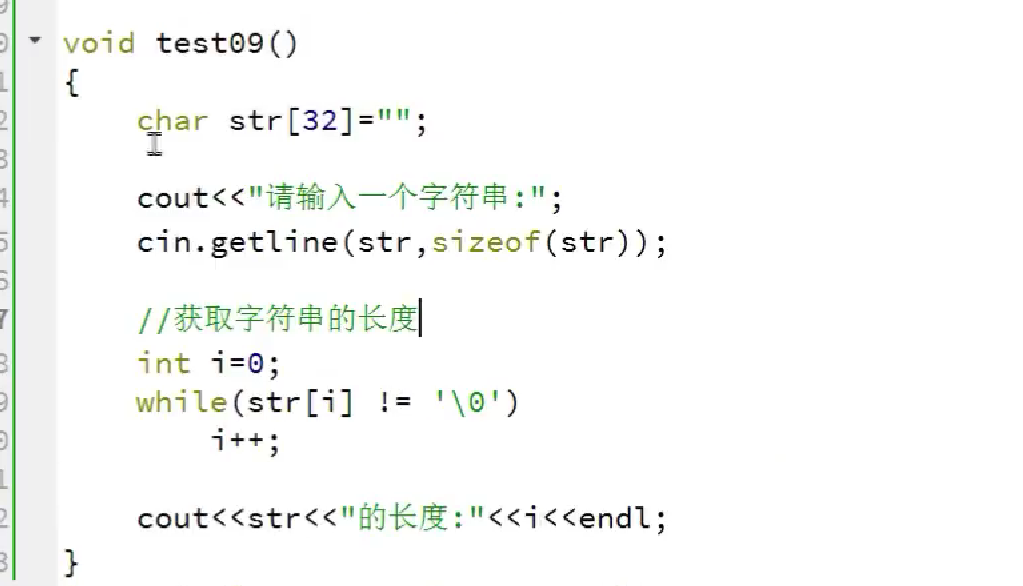 void test09()
{
char str[32]="";
cout<<"请输入一个字符串:";
cin.getline(str,sizeof(str));
//获取字符串的长度
int i=0;
while(str[i] != '\0')
i++;
cout<<str<<"的长度:"<<i<<endl;
}